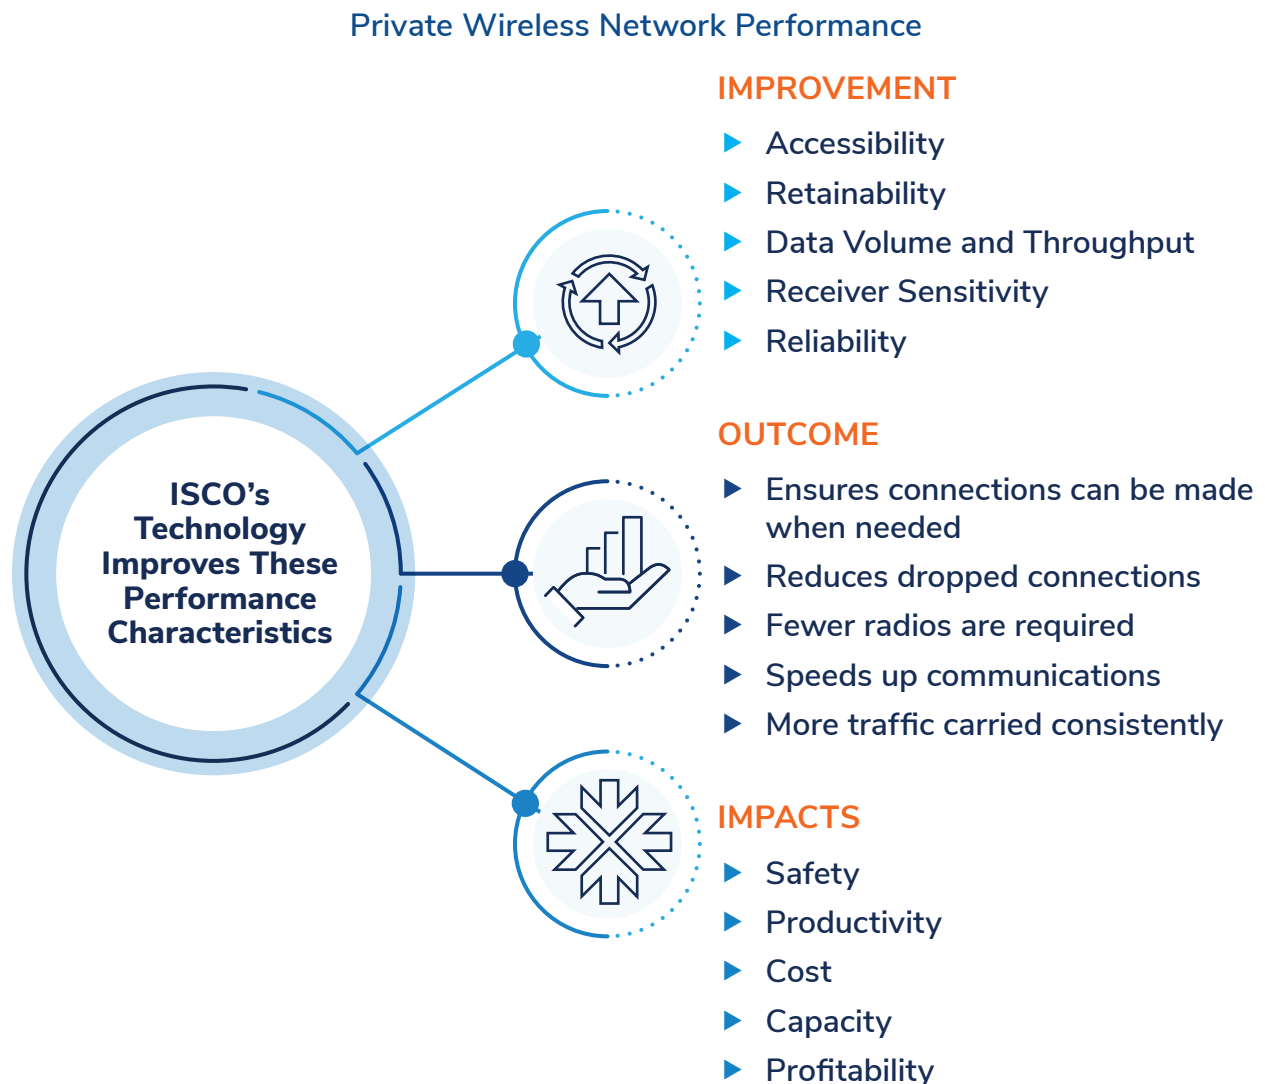 Private Wireless Network Performance
ISCO’s
Technology
Improves These
Performance
Characteristics
IMPROVEMENT
Accessibility
Retainability
Data Volume and Throughput
Receiver Sensitivity
Reliability
OUTCOME
Ensures connections can be made
when needed
Reduces dropped connections
Fewer radios are required
Speeds up communications
More traffic carried consistently
IMPACTS
Safety
Productivity
Cost
Capacity
Profitability